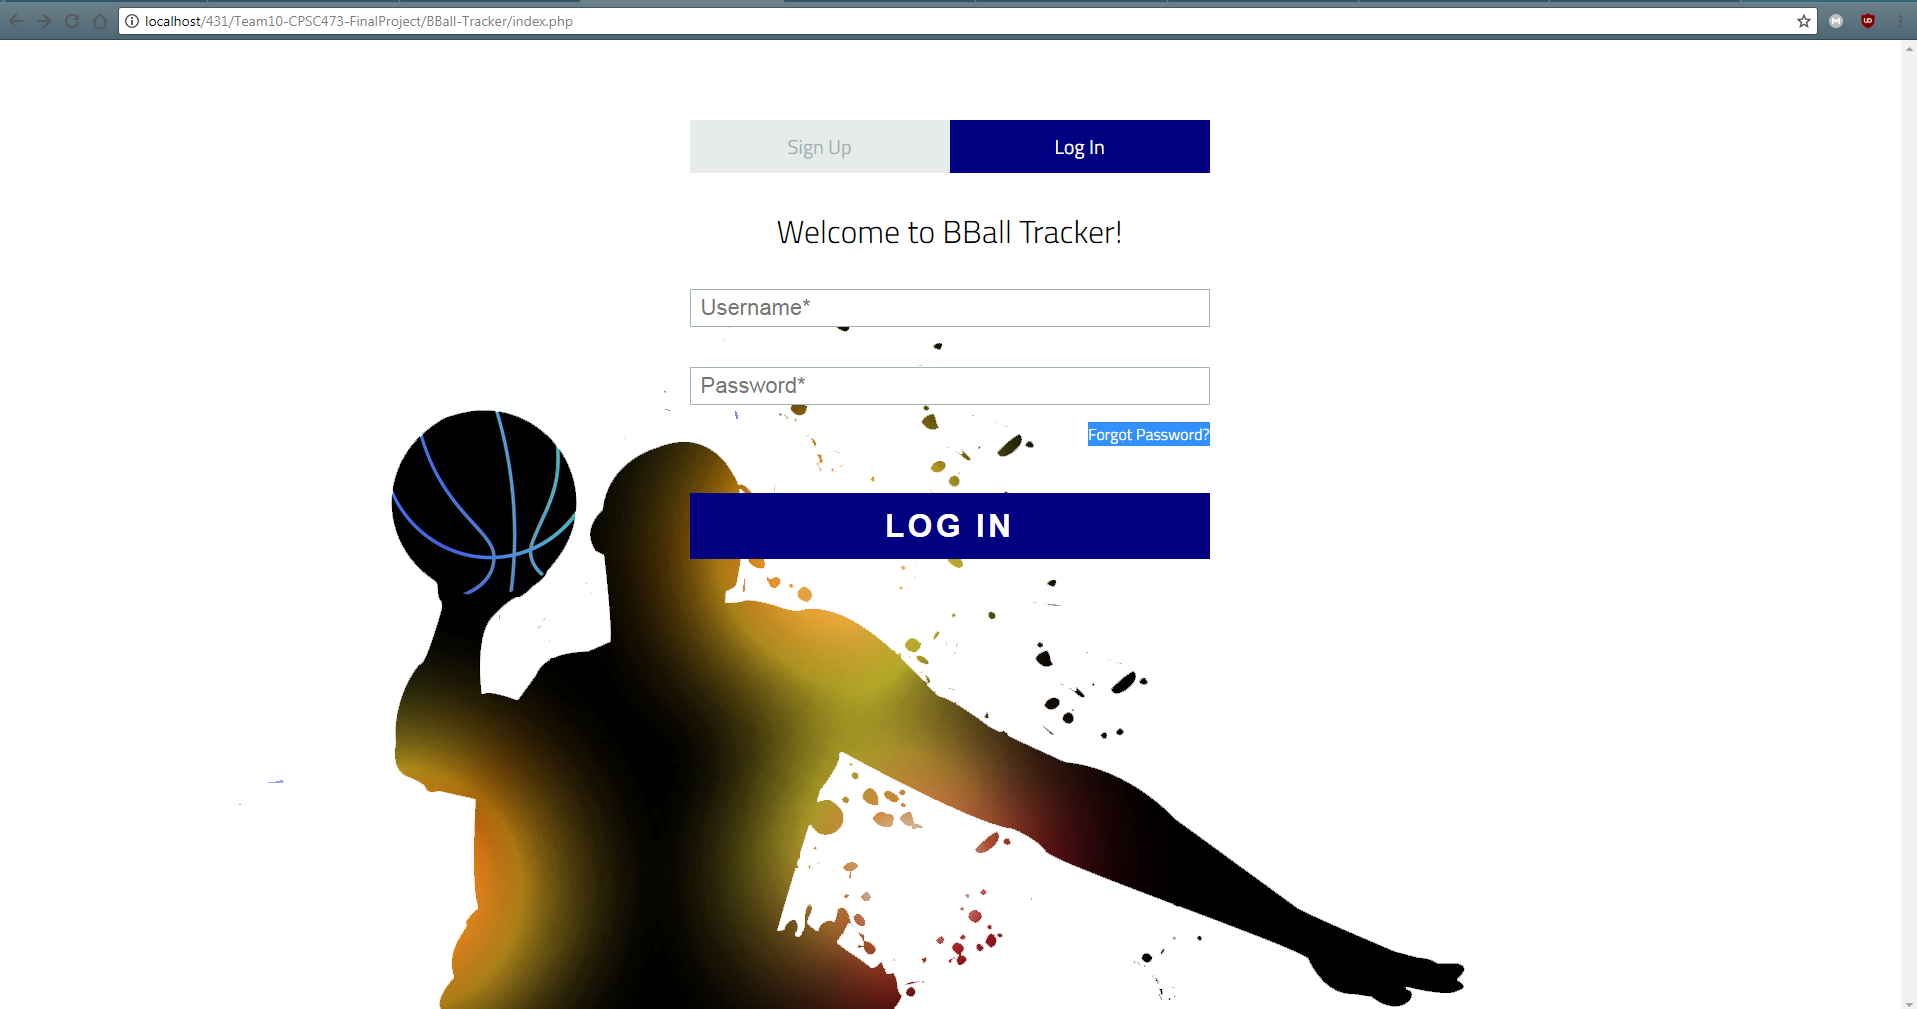 localhost/431/Team10-CPSC473-FinalProject/BBall-Tracker/index.php
Sign Up
Log In
Welcome to BBall Tracker!
Username*
Password*
Forgot Password?
LOG IN